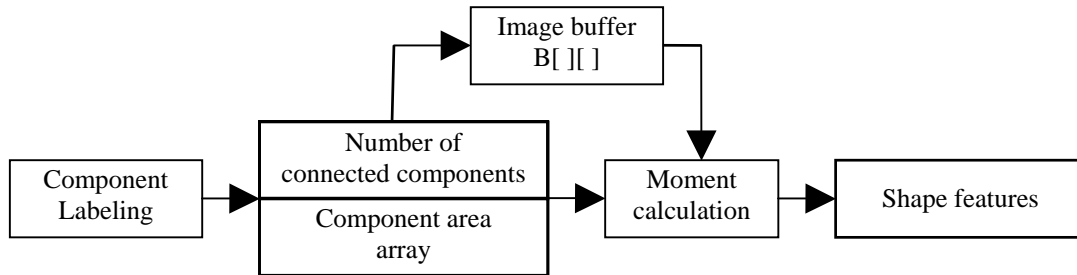 Image buffer
B[ ][ ]
Number of
connected components
Component
Labeling
Component area
array
Moment
calculation
Shape features